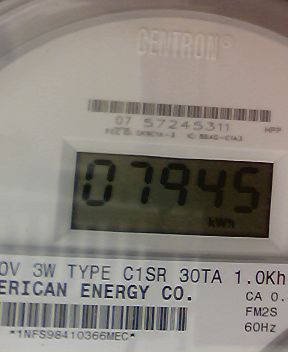 CENTRON®
07 57245311 HPP
07945
kWh
0V 3W TYPE C1SR 30TA 1.0Kh
ERICAN ENERGY CO.
CA 0.
FM2S
60Hz
*1NFS98410366MEC*